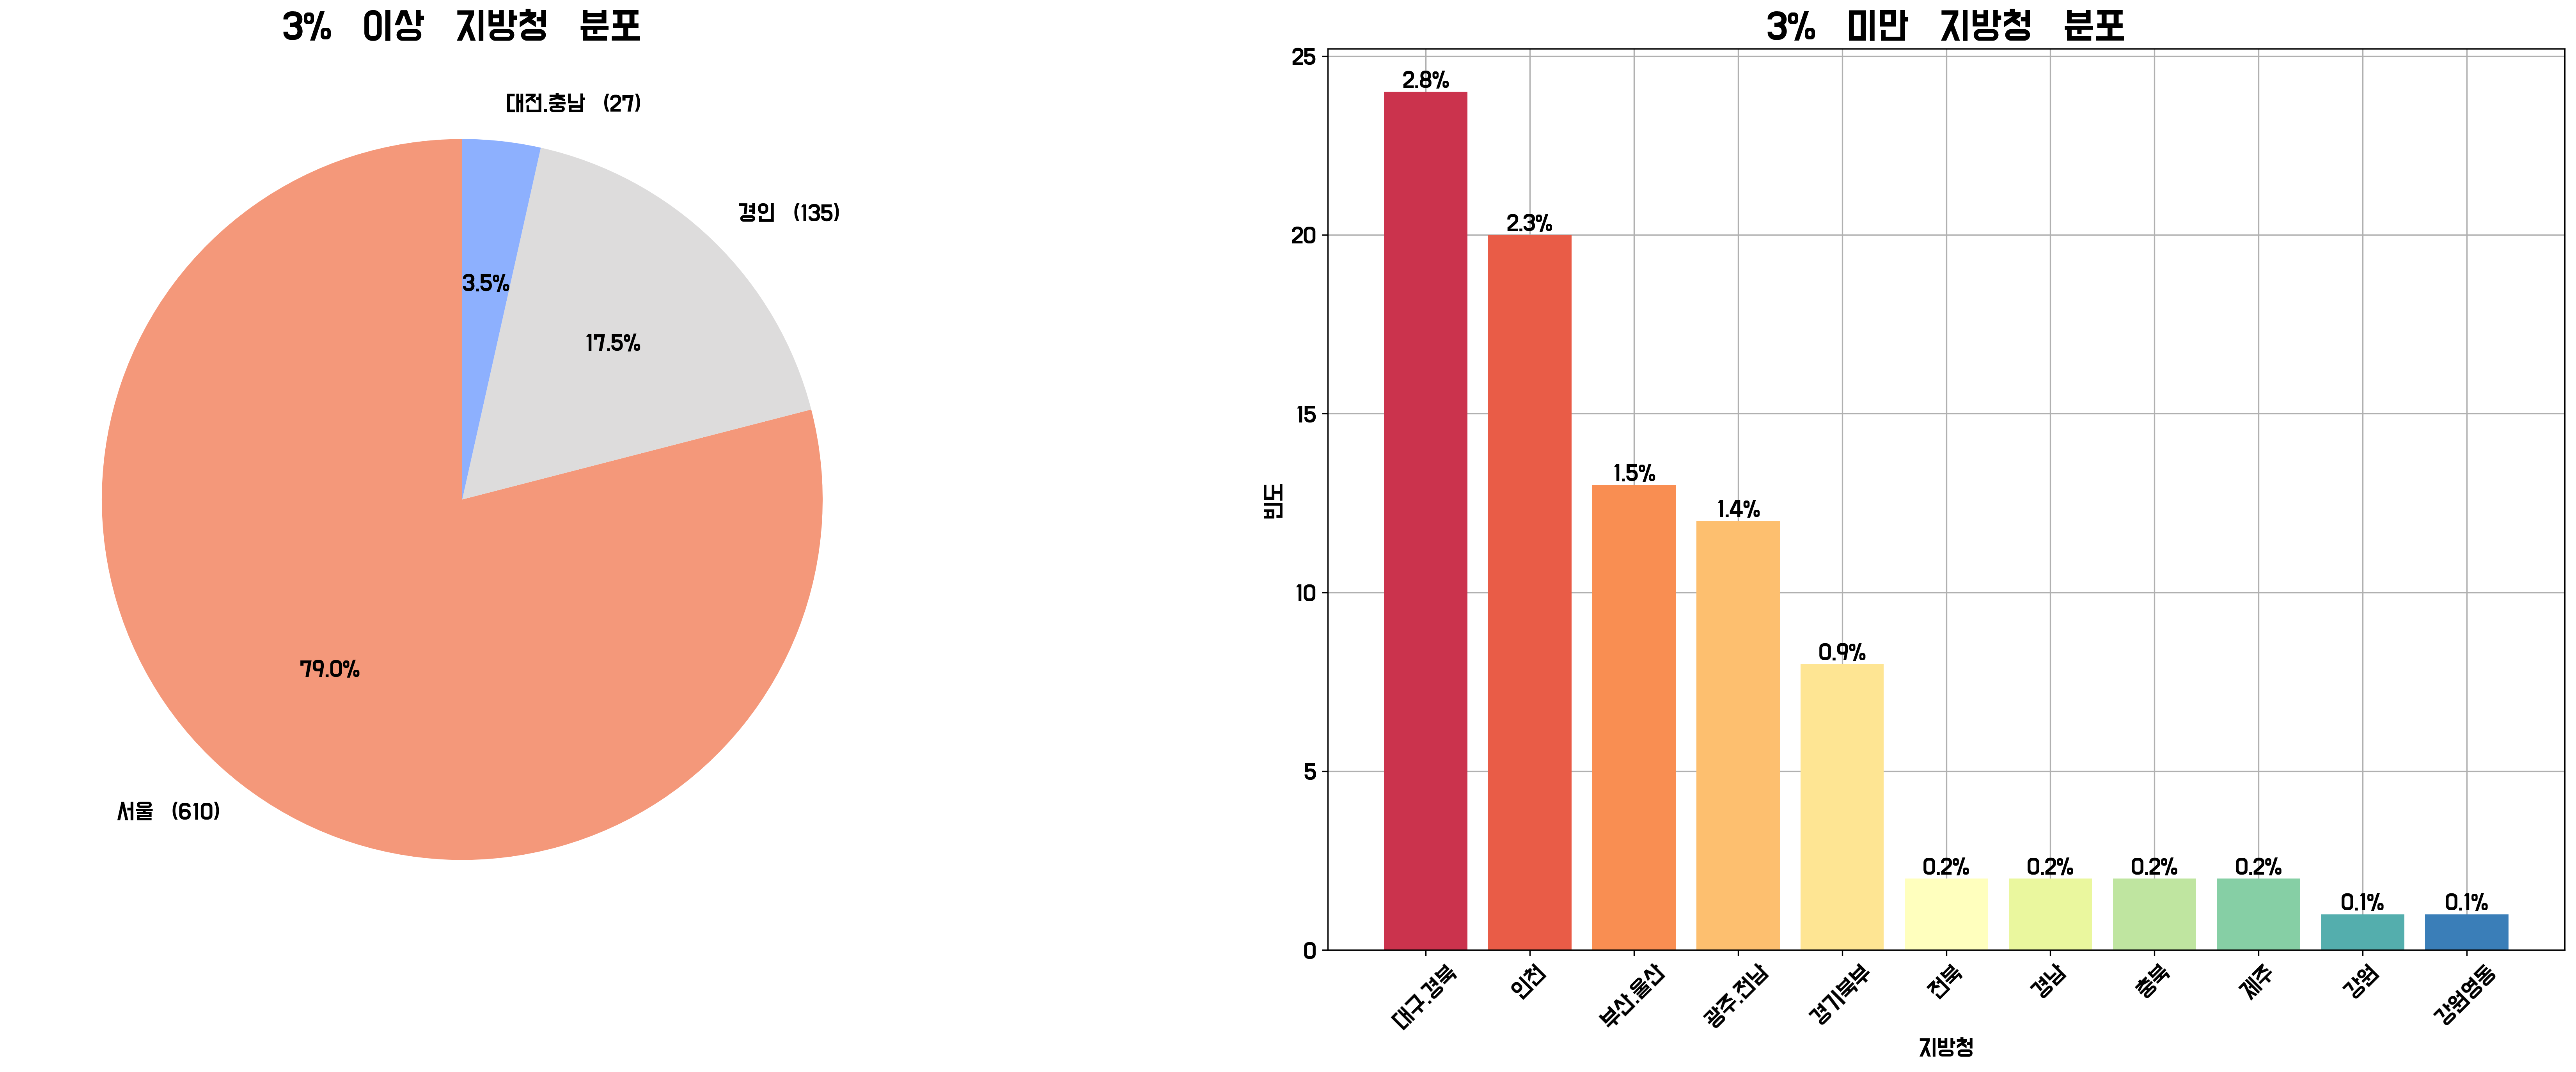 3% 이상 지방청 분포
대전.충남 (27)
경인 (135)
3.5%
17.5%
79.0%
서울 (610)
3% 미만 지방청 분포
25
20
15
10
5
0
빈도
2.8%
2.3%
1.5%
1.4%
0.9%
0.2%
0.2%
0.2%
0.2%
0.1%
0.1%
대구.경북
인천
부산.울산
광주.전남
경기북부
전북
경남
충북
제주
강원
강원영동
지방청